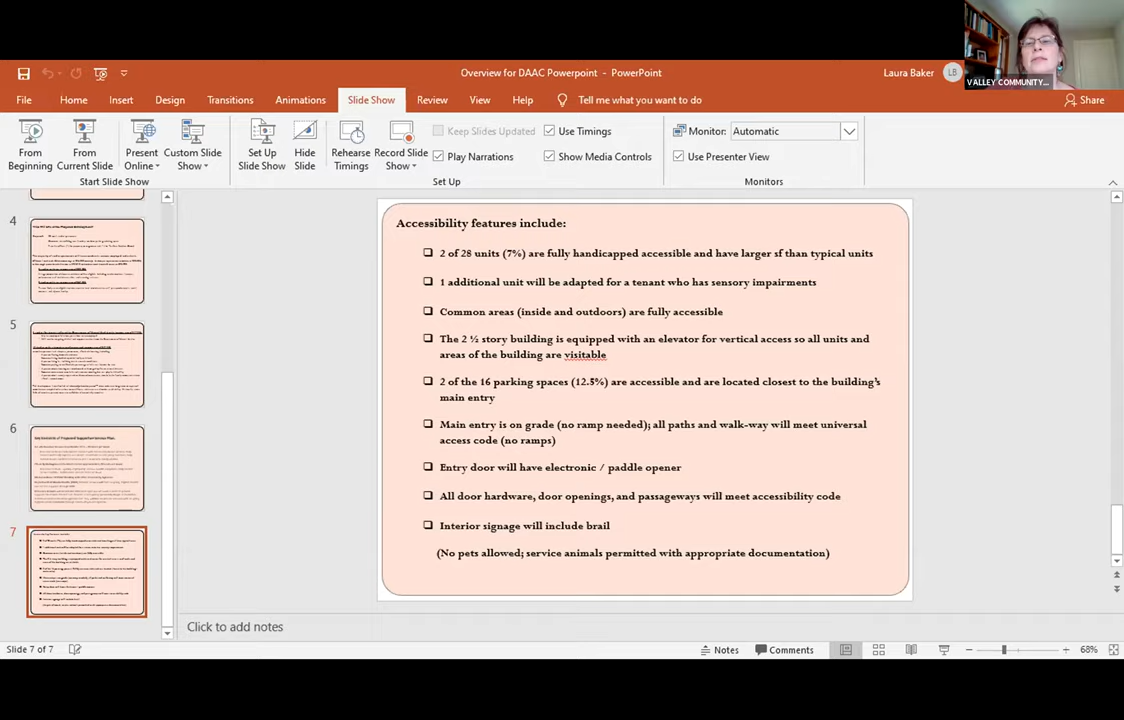 Overview for DAAC Powerpoint - PowerPoint
Laura Baker
LB
VALLEY COMMUNITY...
File
Home
Insert
Design
Transitions
Animations
Slide Show
Review
View
Help
Tell me what you want to do
Share
From Beginning
From Current Slide
Present Online
Custom Slide Show
Set Up Slide Show
Hide Slide
Rehearse Timings
Record Slide Show
Keep Slides Updated
Play Narrations
Use Timings
Show Media Controls
Monitor:
Automatic
Use Presenter View
Start Slide Show
Set Up
Monitors
4
5
6
7
Accessibility features include:
2 of 28 units (7%) are fully handicapped accessible and have larger sf than typical units
1 additional unit will be adapted for a tenant who has sensory impairments
Common areas (inside and outdoors) are fully accessible
The 2 ½ story building is equipped with an elevator for vertical access so all units and
areas of the building are visitable
2 of the 16 parking spaces (12.5%) are accessible and are located closest to the building's
main entry
Main entry is on grade (no ramp needed); all paths and walk-way will meet universal
access code (no ramps)
Entry door will have electronic / paddle opener
All door hardware, door openings, and passageways will meet accessibility code
Interior signage will include brail
(No pets allowed; service animals permitted with appropriate documentation)
Click to add notes
Slide 7 of 7
Notes
Comments
68%